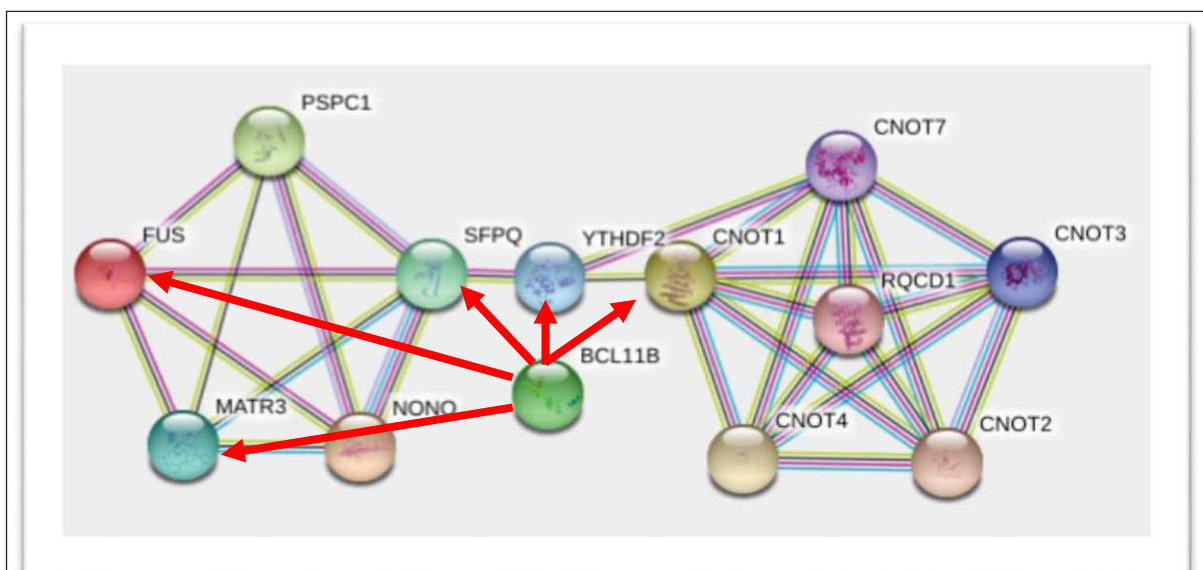 PSPC1
CNOT7
FUS
SFPQ
YTHDF2
CNOT1
CNOT3
RQCD1
BCL11B
MATR3
NONO
CNOT4
CNOT2